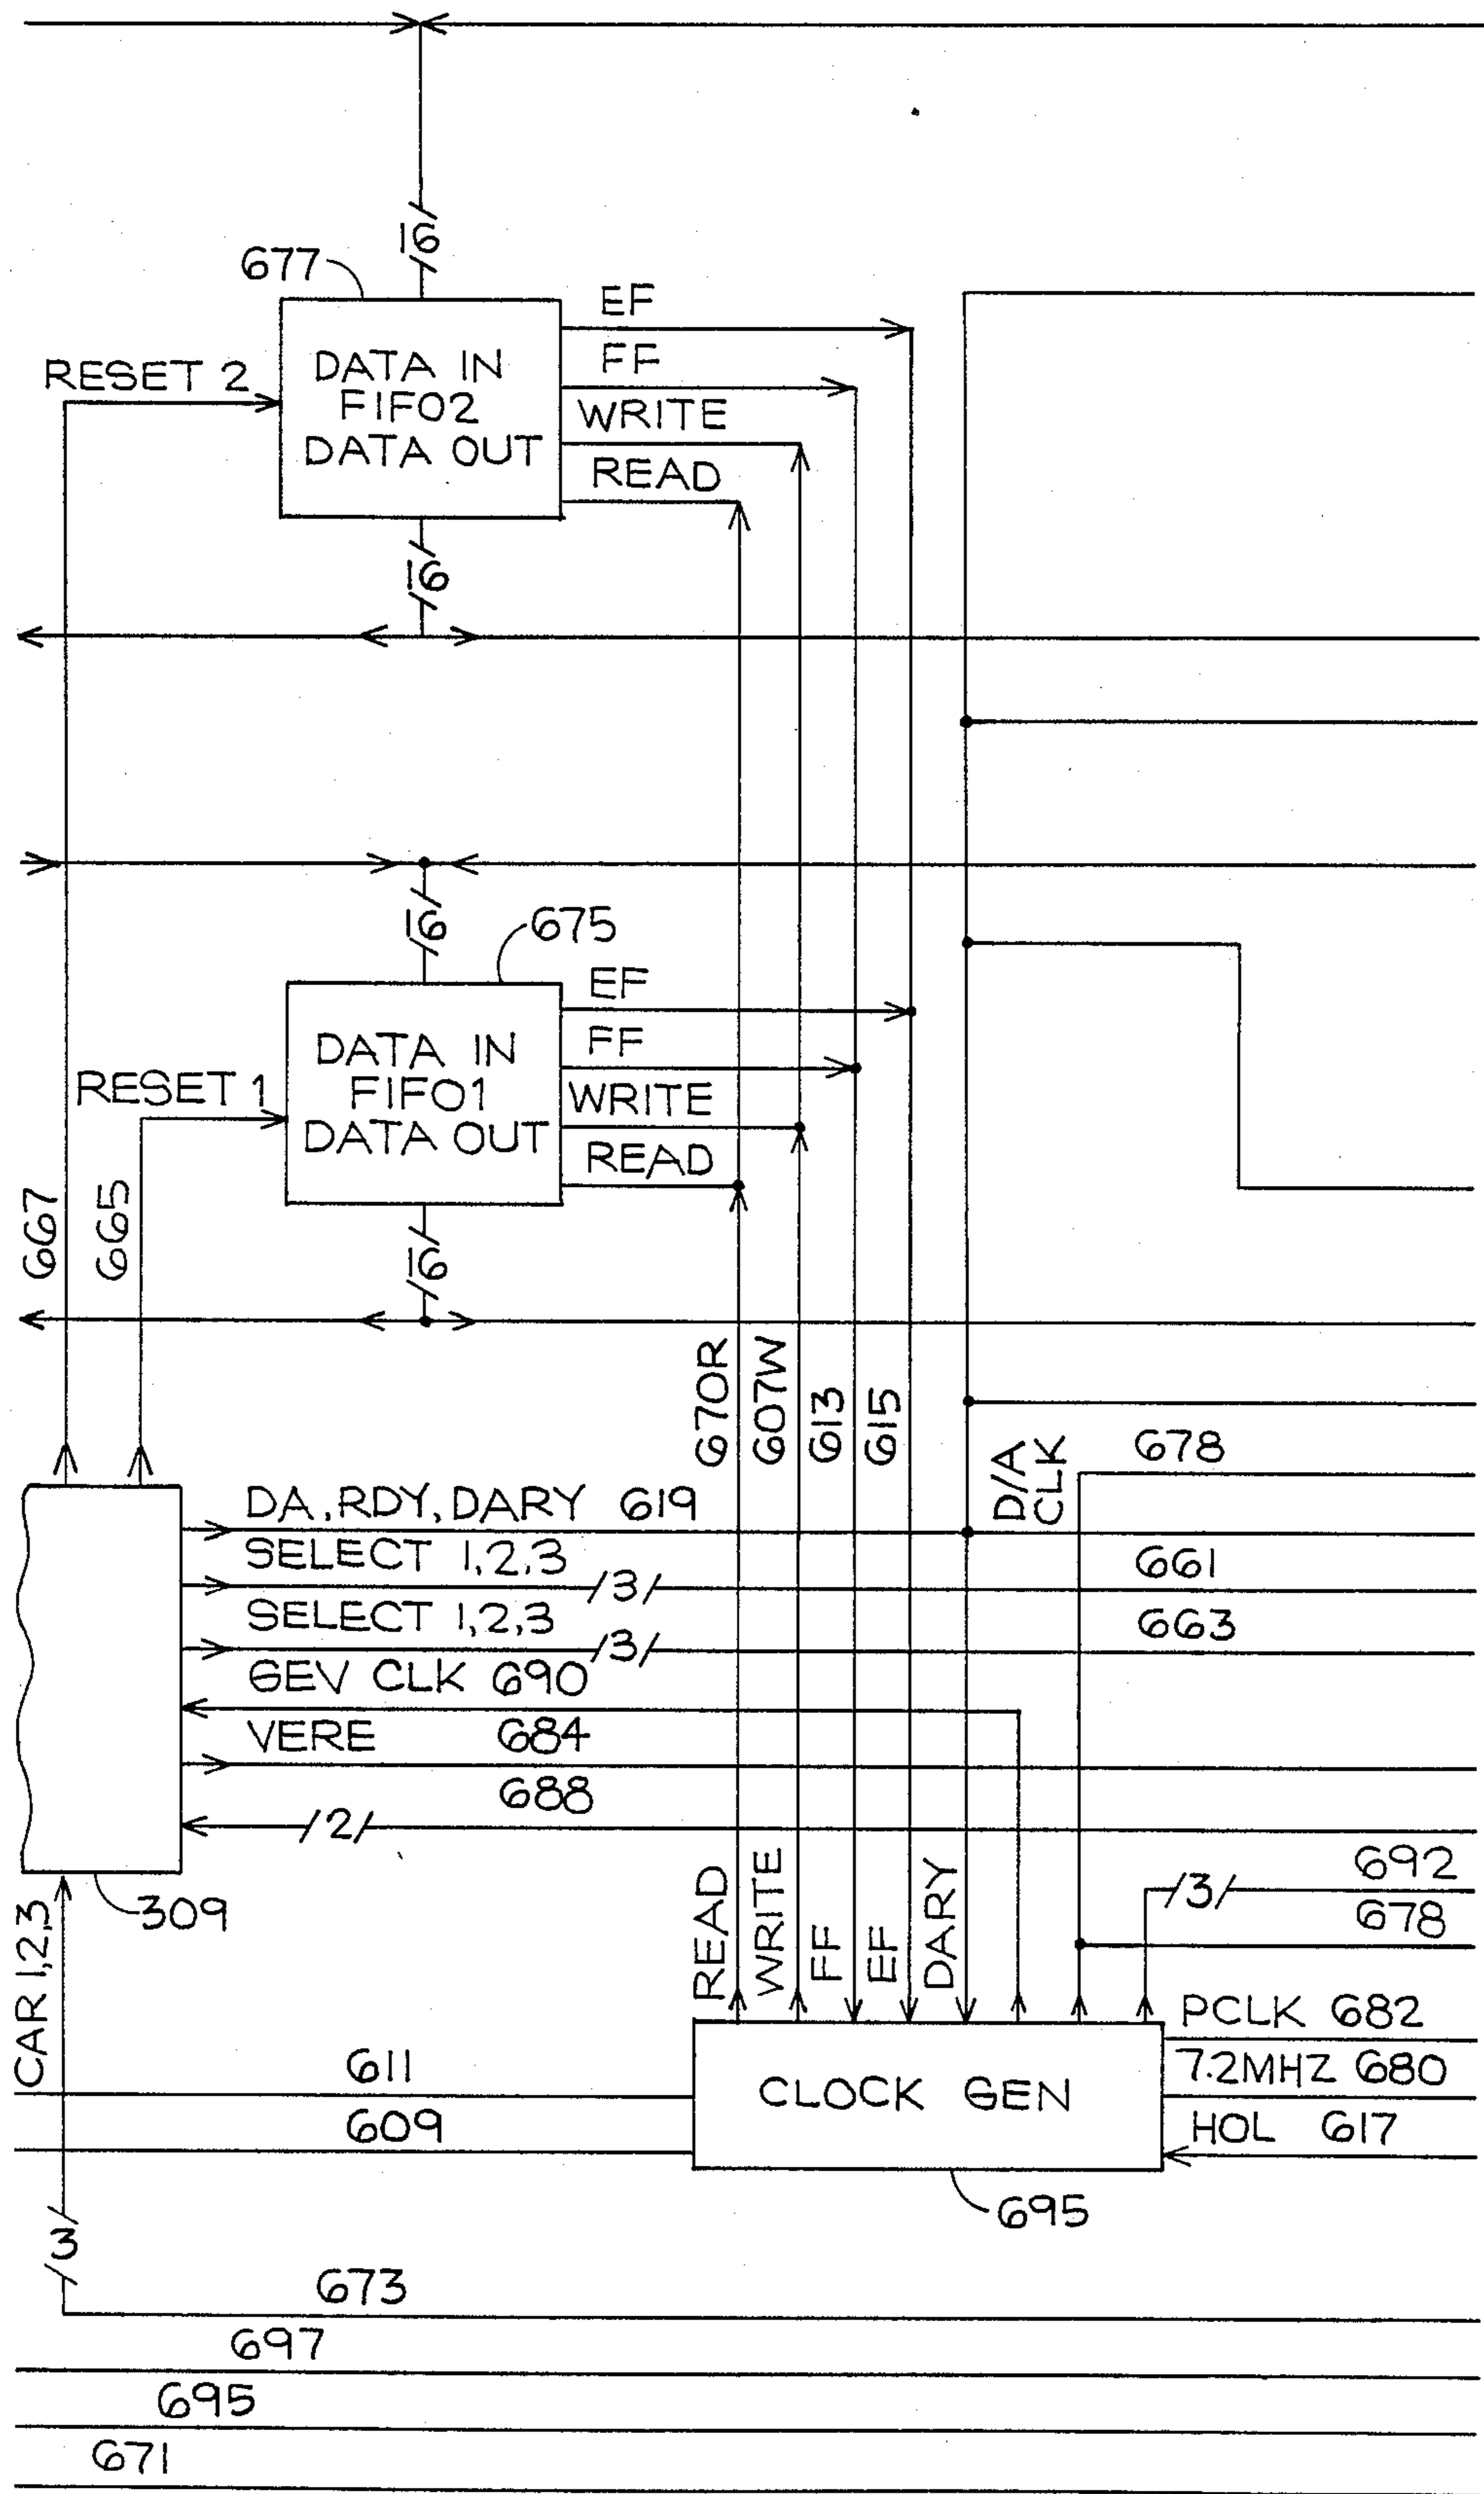 16
677
EF
RESET 2
DATA IN
FIFO2
DATA OUT
FF
WRITE
READ
16
16
675
EF
RESET 1
DATA IN
FIFO1
DATA OUT
FF
WRITE
READ
16
667
665
670R
607W
613
615
D/A
CLK
678
DA,RDY,DARY 619
SELECT 1,2,3
3
661
SELECT 1,2,3
3
663
GEV CLK 690
VERE 684
688
2
309
CAR 1,2,3
READ
WRITE
FF
EF
DARY
3
692
678
PCLK 682
7.2MHZ 680
HOL 617
611
609
CLOCK GEN
695
3
673
697
695
671